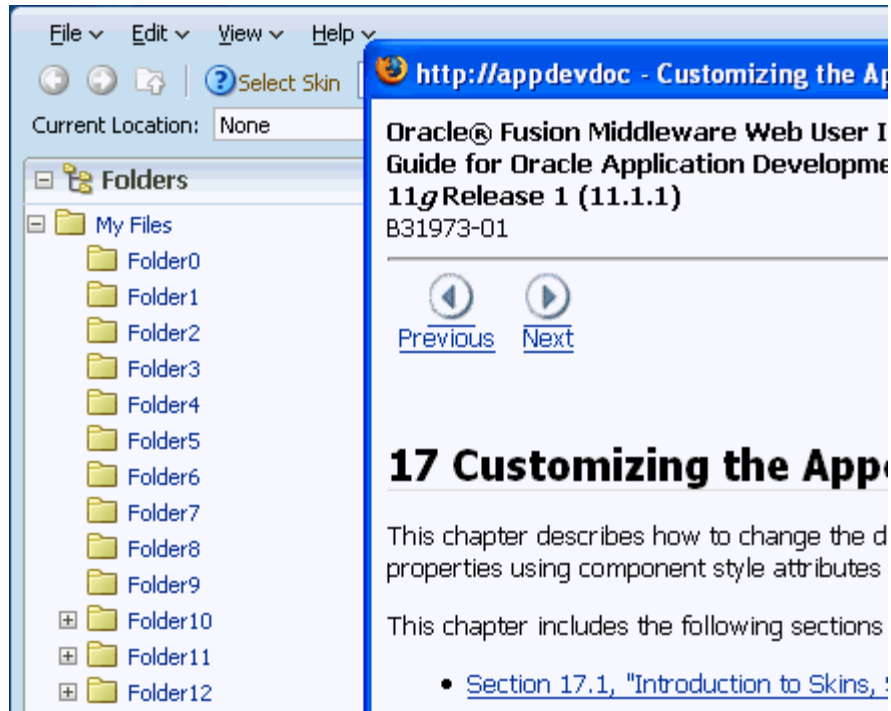 File Edit View Help
Select Skin
Current Location: None
Folders
My Files
Folder0
Folder1
Folder2
Folder3
Folder4
Folder5
Folder6
Folder7
Folder8
Folder9
Folder10
Folder11
Folder12
http://appdevdoc - Customizing the Ap
Oracle® Fusion Middleware Web User I
Guide for Oracle Application Developme
11g Release 1 (11.1.1)
B31973-01
Previous Next
17 Customizing the Appe
This chapter describes how to change the d
properties using component style attributes
This chapter includes the following sections
• Section 17.1, "Introduction to Skins,